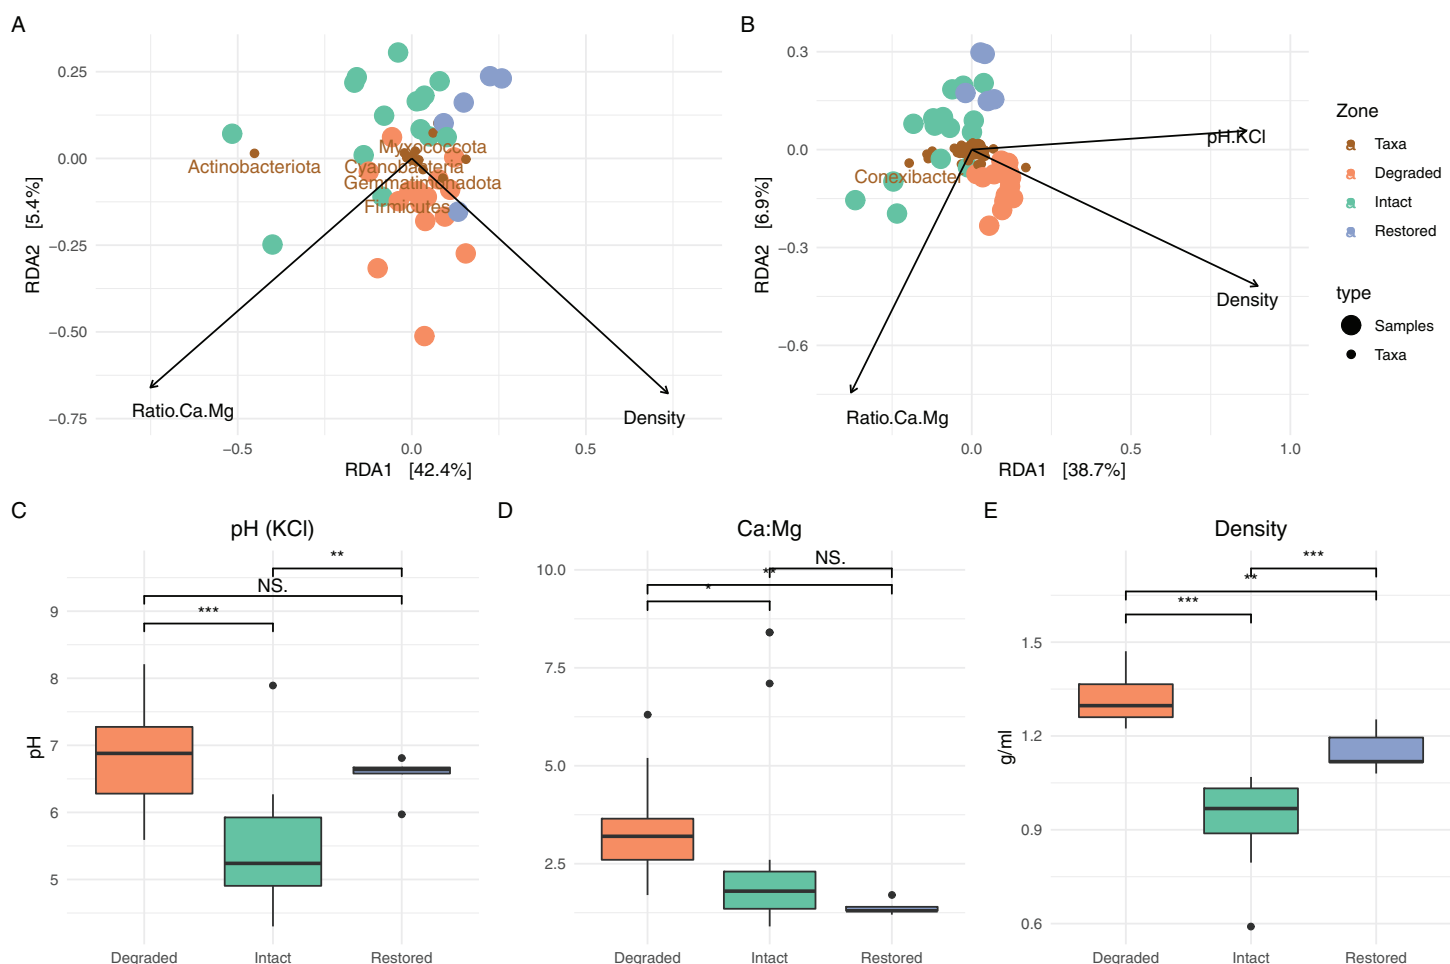 A
B
0.25
0.00
−0.25
−0.50
−0.75
RDA2 [5.4%]
Myxococcota
Actinobacteriota
Cyanobacteria
Gemmatimonadota
Firmicutes
Ratio.Ca.Mg
Density
−0.5
0.0
0.5
RDA1 [42.4%]
0.3
0.0
−0.3
−0.6
RDA2 [6.9%]
pH.KCl
Conexibacter
Density
Ratio.Ca.Mg
0.0
0.5
1.0
RDA1 [38.7%]
Zone
a Taxa
a Degraded
a Intact
a Restored
type
Samples
Taxa
C
pH (KCl)
**
NS.
***
9
8
7
6
5
pH
Degraded
Intact
Restored
D
Ca:Mg
NS.
**
*
10.0
7.5
5.0
2.5
Degraded
Intact
Restored
E
Density
***
**
***
1.5
1.2
0.9
0.6
g/ml
Degraded
Intact
Restored